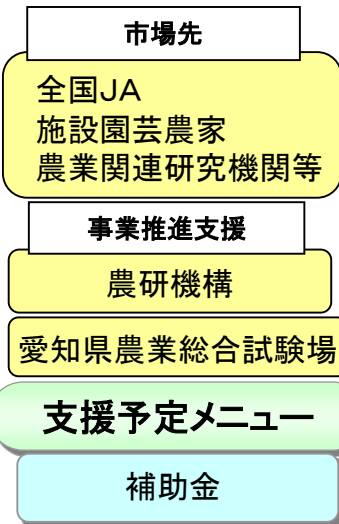 市場先
全国JA
施設園芸農家
農業関連研究機関等
事業推進支援
農研機構
愛知県農業総合試験場
支援予定メニュー
補助金